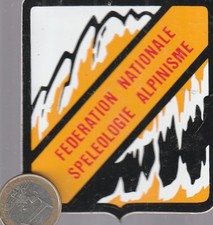 FEDERATION NATIONALE
SPELEOLOGIE ALPINISME